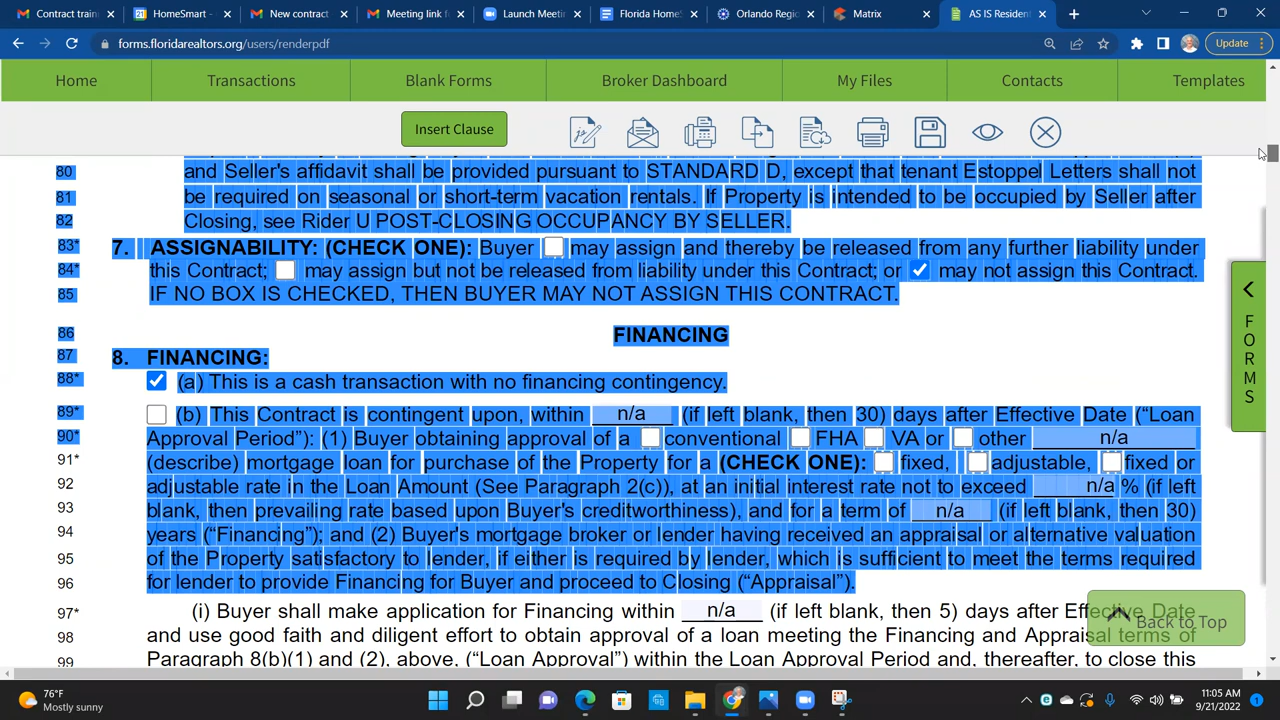 Contract train
HomeSmart -
New contract
Meeting link f
Launch Meeti
Florida HomeS
Orlando Regio
Matrix
AS IS Residen
forms.floridarealtors.org/users/renderpdf
Update
Home
Transactions
Blank Forms
Broker Dashboard
My Files
Contacts
Templates
Insert Clause
80 and Seller's affidavit shall be provided pursuant to STANDARD D, except that tenant Estoppel Letters shall not
81 be required on seasonal or short-term vacation rentals. If Property is intended to be occupied by Seller after
82 Closing, see Rider U POST-CLOSING OCCUPANCY BY SELLER.
83* 7. ASSIGNABILITY: (CHECK ONE): Buyer may assign and thereby be released from any further liability under
84* this Contract; may assign but not be released from liability under this Contract; or may not assign this Contract.
85 IF NO BOX IS CHECKED, THEN BUYER MAY NOT ASSIGN THIS CONTRACT.
86 FINANCING
87 8. FINANCING:
88* (a) This is a cash transaction with no financing contingency.
89* (b) This Contract is contingent upon, within n/a (if left blank, then 30) days after Effective Date (“Loan
90* Approval Period”): (1) Buyer obtaining approval of a conventional FHA VA or other n/a
91* (describe) mortgage loan for purchase of the Property for a (CHECK ONE): fixed, adjustable, fixed or
92 adjustable rate in the Loan Amount (See Paragraph 2(c)), at an initial interest rate not to exceed n/a % (if left
93 blank, then prevailing rate based upon Buyer's creditworthiness), and for a term of n/a (if left blank, then 30)
94 years (“Financing”); and (2) Buyer's mortgage broker or lender having received an appraisal or alternative valuation
95 of the Property satisfactory to lender, if either is required by lender, which is sufficient to meet the terms required
96 for lender to provide Financing for Buyer and proceed to Closing (“Appraisal”).
97* (i) Buyer shall make application for Financing within n/a (if left blank, then 5) days after Effective Date
98 and use good faith and diligent effort to obtain approval of a loan meeting the Financing and Appraisal terms of
99 Paragraph 8(b)(1) and (2), above, (“Loan Approval”) within the Loan Approval Period and, thereafter, to close this
FORMS
Back to Top
76°F
Mostly sunny
11:05 AM
9/21/2022